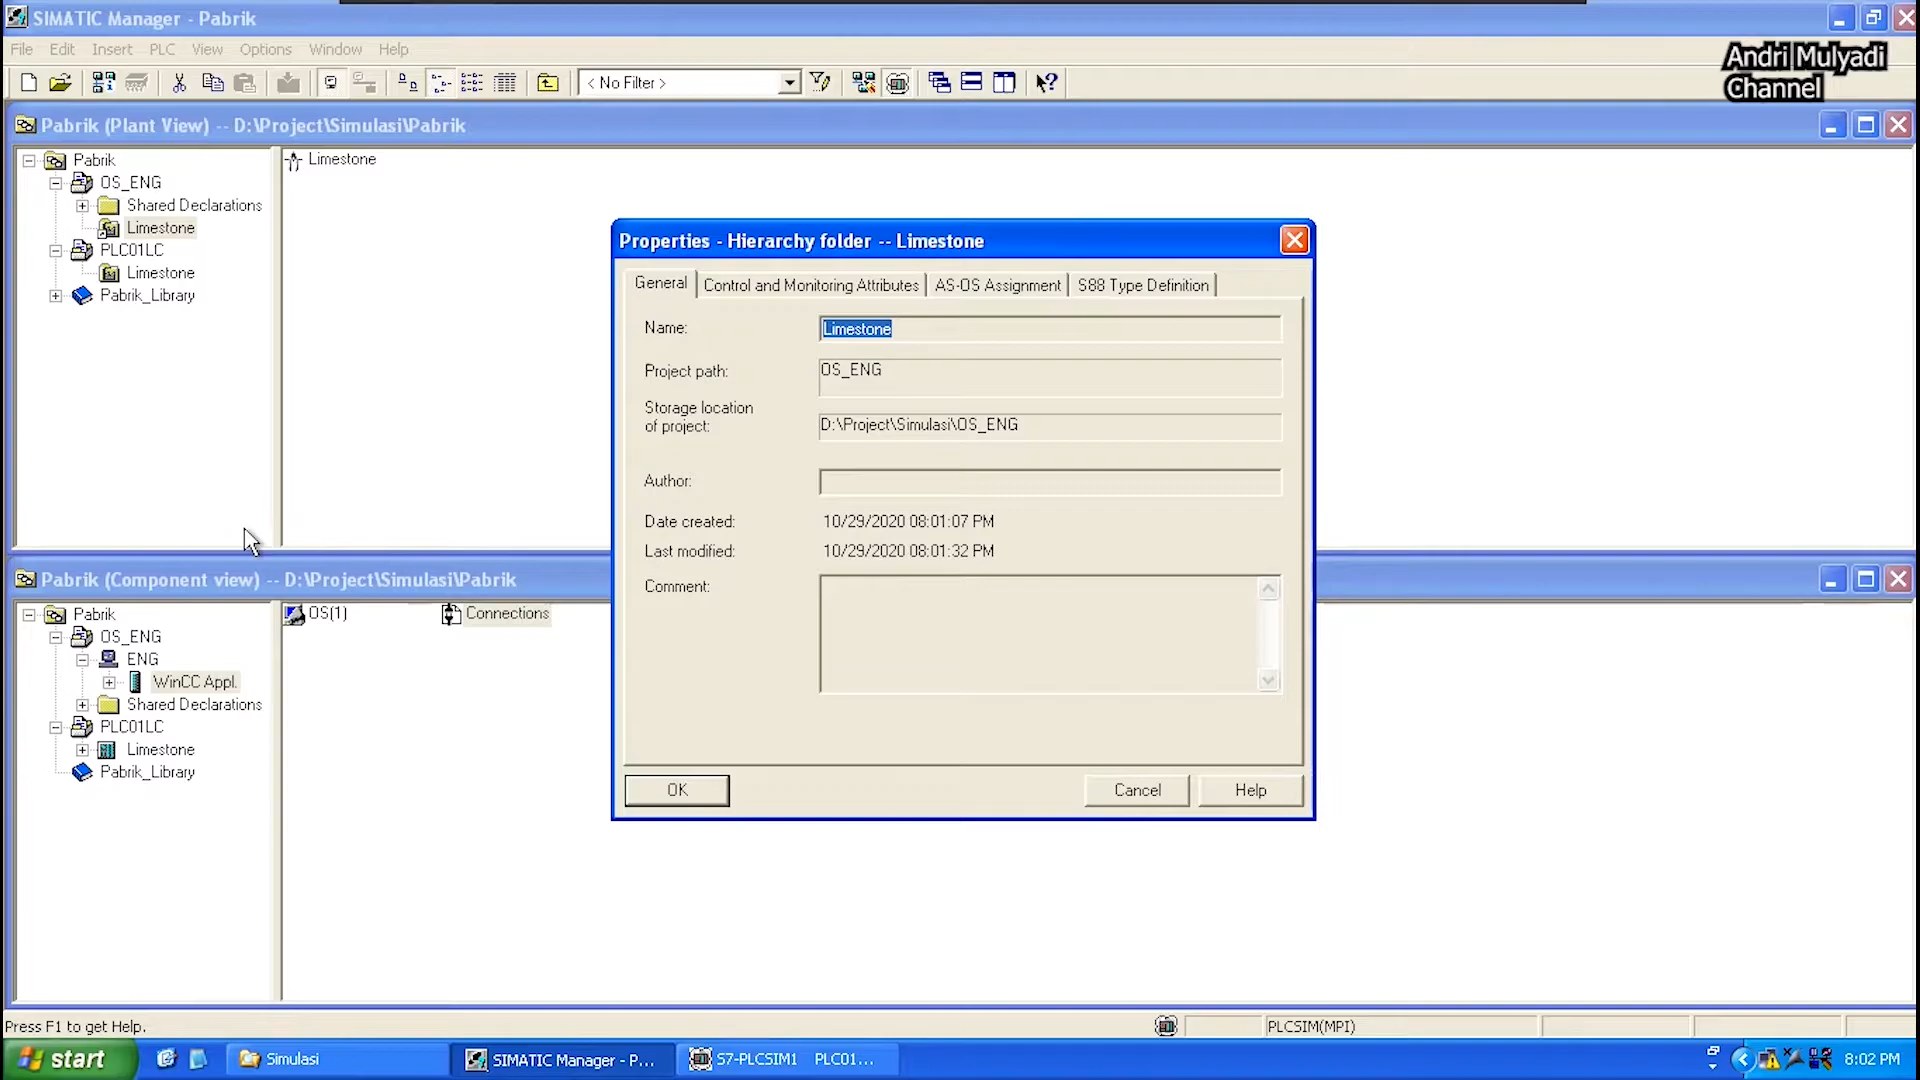 SIMATIC Manager - Pabrik
File Edit Insert PLC View Options Window Help
Andri Mulyadi
Channel
< No Filter >
Pabrik (Plant View) -- D:\Project\Simulasi\Pabrik
Pabrik
OS_ENG
Shared Declarations
Limestone
PLC01LC
Limestone
Pabrik_Library
Limestone
Properties - Hierarchy folder -- Limestone
General Control and Monitoring Attributes AS-OS Assignment S88 Type Definition
Name: Limestone
Project path: OS_ENG
Storage location
of project: D:\Project\Simulasi\OS_ENG
Author:
Date created: 10/29/2020 08:01:07 PM
Last modified: 10/29/2020 08:01:32 PM
Comment:
OK Cancel Help
Pabrik (Component view) -- D:\Project\Simulasi\Pabrik
Pabrik
OS_ENG
ENG
WinCC Appl.
Shared Declarations
PLC01LC
Limestone
Pabrik_Library
OS(1) Connections
Press F1 to get Help. PLCSIM(MPI)
start Simulasi SIMATIC Manager - P... S7-PLCSIM1 PLC01... 8:02 PM